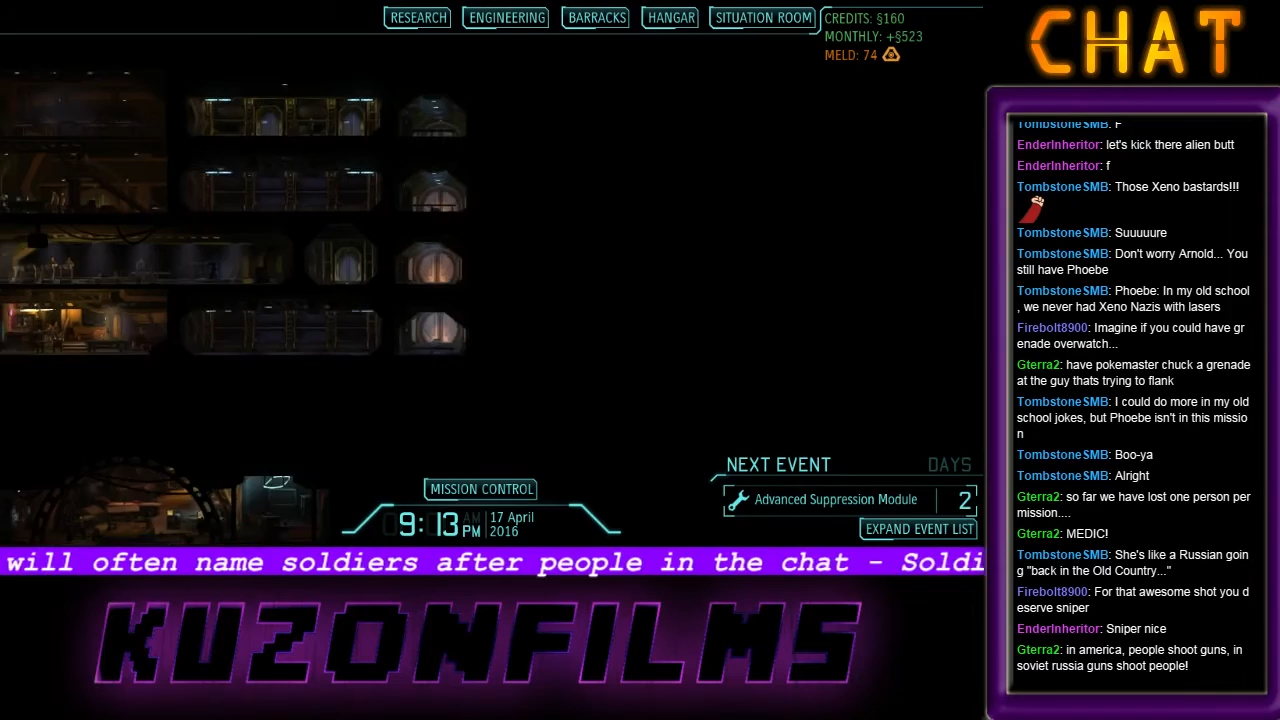 RESEARCH ENGINEERING BARRACKS HANGAR SITUATION ROOM
CREDITS: §160
MONTHLY: +§523
MELD: 74
NEXT EVENT DAYS
Advanced Suppression Module 2
EXPAND EVENT LIST
MISSION CONTROL
9:13 AM PM 17 April 2016
will often name soldiers after people in the chat - Soldi
KUZONFILMS
CHAT
TombstoneSMB: F
EnderInheritor: let's kick there alien butt
EnderInheritor: f
TombstoneSMB: Those Xeno bastards!!!
TombstoneSMB: Suuuuure
TombstoneSMB: Don't worry Arnold... You
still have Phoebe
TombstoneSMB: Phoebe: In my old school
, we never had Xeno Nazis with lasers
Firebolt8900: Imagine if you could have gr
enade overwatch...
Gterra2: have pokemaster chuck a grenade
at the guy thats trying to flank
TombstoneSMB: I could do more in my old
school jokes, but Phoebe isn't in this missio
n
TombstoneSMB: Boo-ya
TombstoneSMB: Alright
Gterra2: so far we have lost one person per
mission....
Gterra2: MEDIC!
TombstoneSMB: She's like a Russian goin
g "back in the Old Country..."
Firebolt8900: For that awesome shot you d
eserve sniper
EnderInheritor: Sniper nice
Gterra2: in america, people shoot guns, in
soviet russia guns shoot people!